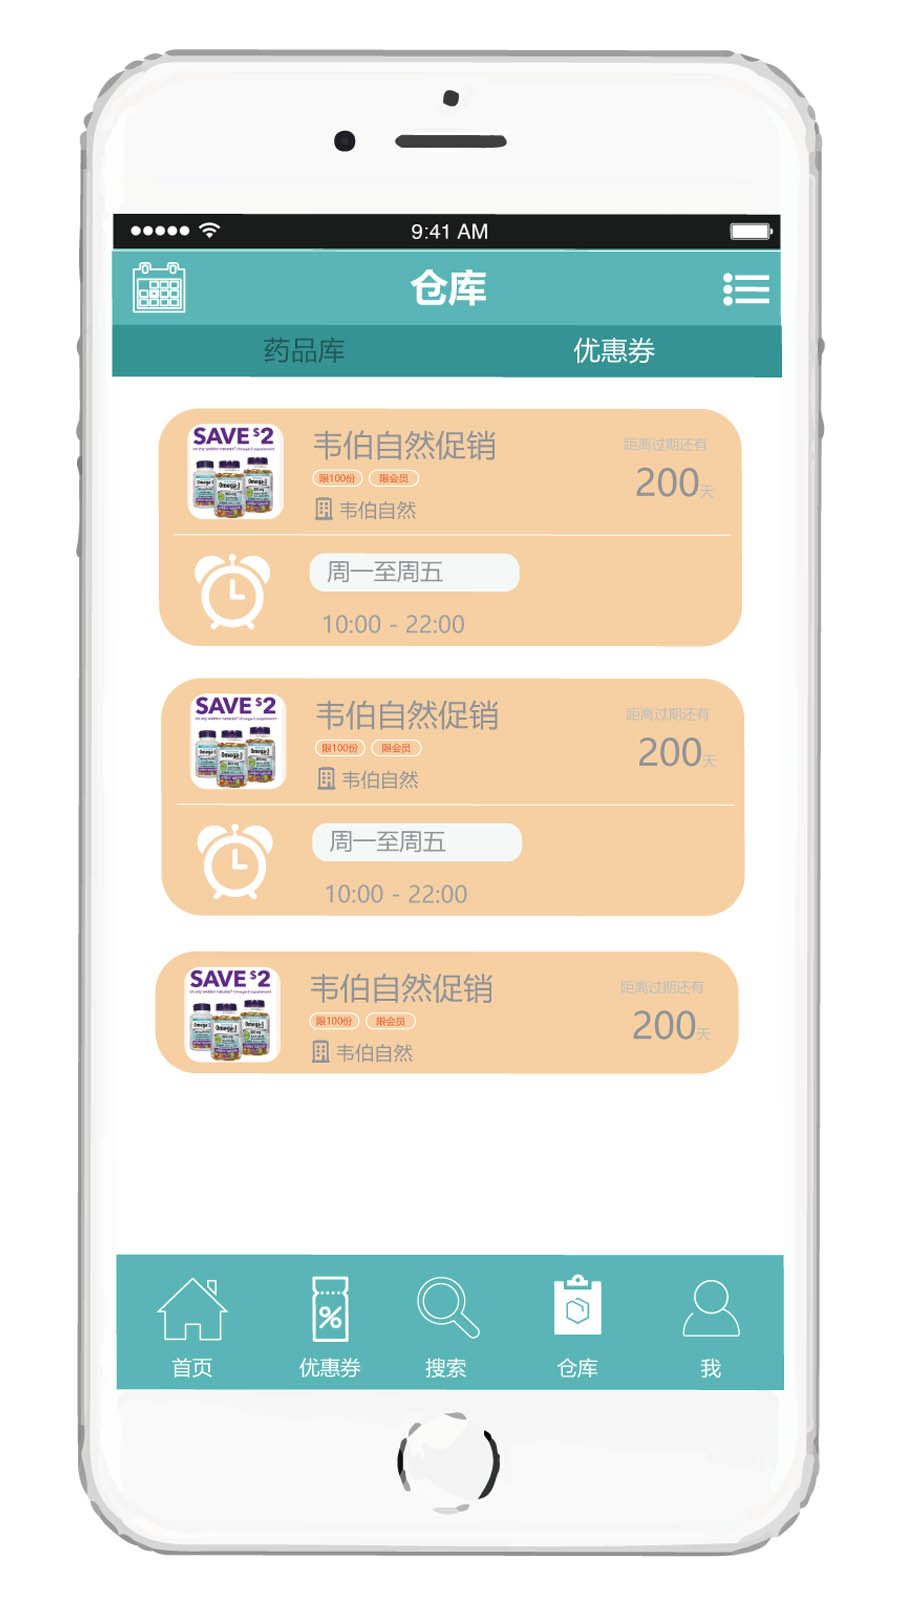 9:41 AM
仓库
药品库 优惠券
SAVE $2
韦伯自然促销
距离过期还有
限100份 限会员
200天
韦伯自然
周一至周五
10:00 - 22:00
SAVE $2
韦伯自然促销
距离过期还有
限100份 限会员
200天
韦伯自然
周一至周五
10:00 - 22:00
SAVE $2
韦伯自然促销
距离过期还有
限100份 限会员
200天
韦伯自然
%
首页 优惠券 搜索 仓库 我